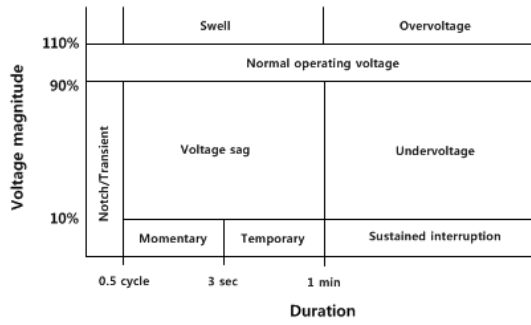 Swell
Overvoltage
110%
Normal operating voltage
90%
Voltage magnitude
Notch/Transient
Voltage sag
Undervoltage
10%
Momentary
Temporary
Sustained interruption
0.5 cycle
3 sec
1 min
Duration